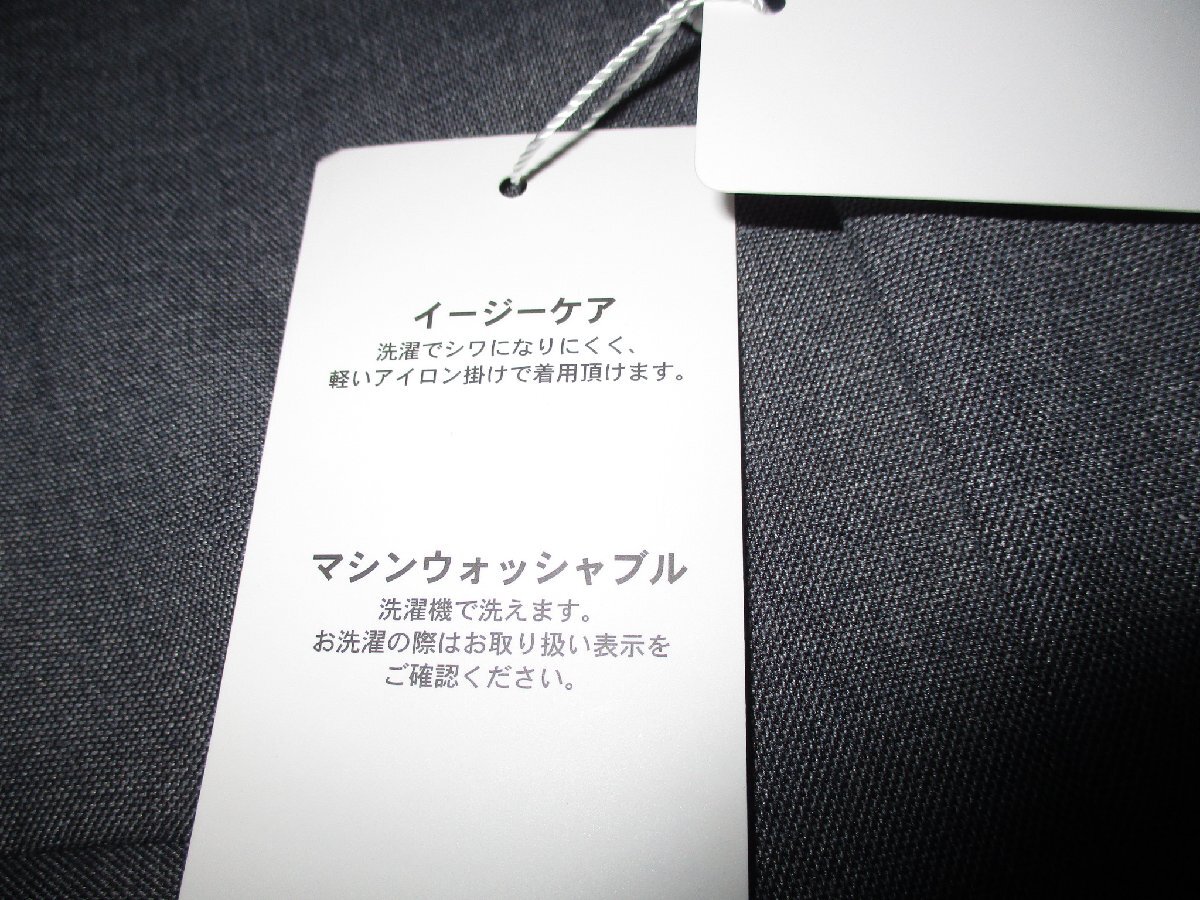 イージーケア
洗濯でシワになりにくく、
軽いアイロン掛けで着用頂けます。
マシンウォッシャブル
洗濯機で洗えます。
お洗濯の際はお取り扱い表示を
ご確認ください。